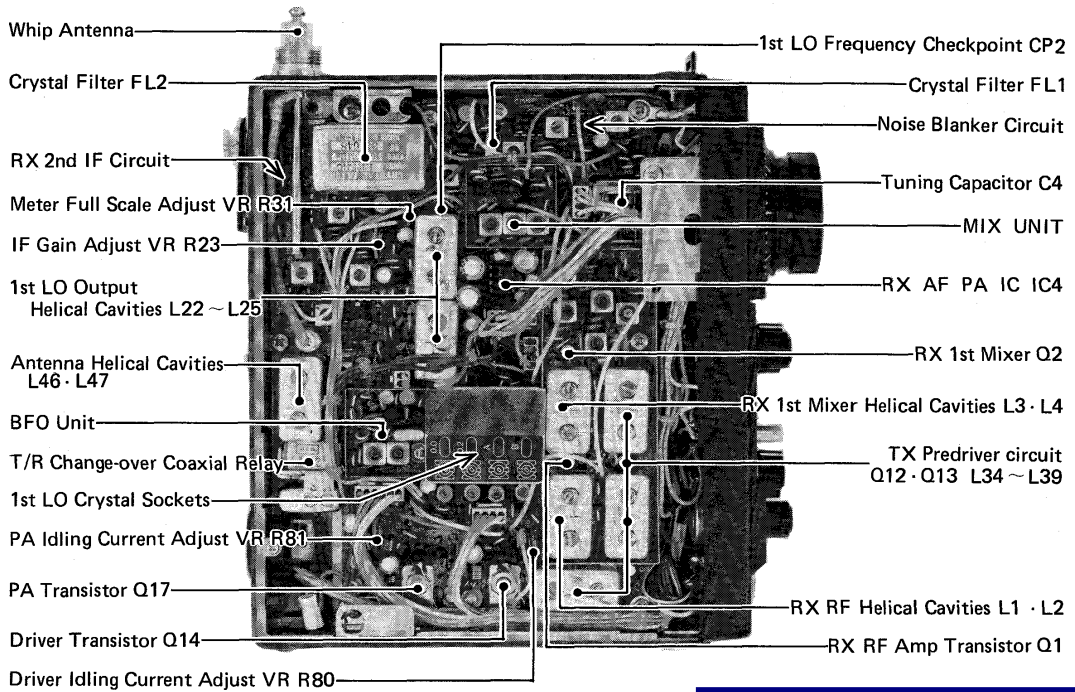 Whip Antenna
Crystal Filter FL2
RX 2nd IF Circuit
Meter Full Scale Adjust VR R31
IF Gain Adjust VR R23
1st LO Output
Helical Cavities L22～L25
Antenna Helical Cavities
L46·L47
BFO Unit
T/R Change-over Coaxial Relay
1st LO Crystal Sockets
PA Idling Current Adjust VR R81
PA Transistor Q17
Driver Transistor Q14
Driver Idling Current Adjust VR R80
1st LO Frequency Checkpoint CP2
Crystal Filter FL1
Noise Blanker Circuit
Tuning Capacitor C4
MIX UNIT
RX AF PA IC IC4
RX 1st Mixer Q2
RX 1st Mixer Helical Cavities L3·L4
TX Predriver circuit
Q12·Q13 L34～L39
RX RF Helical Cavities L1·L2
RX RF Amp Transistor Q1